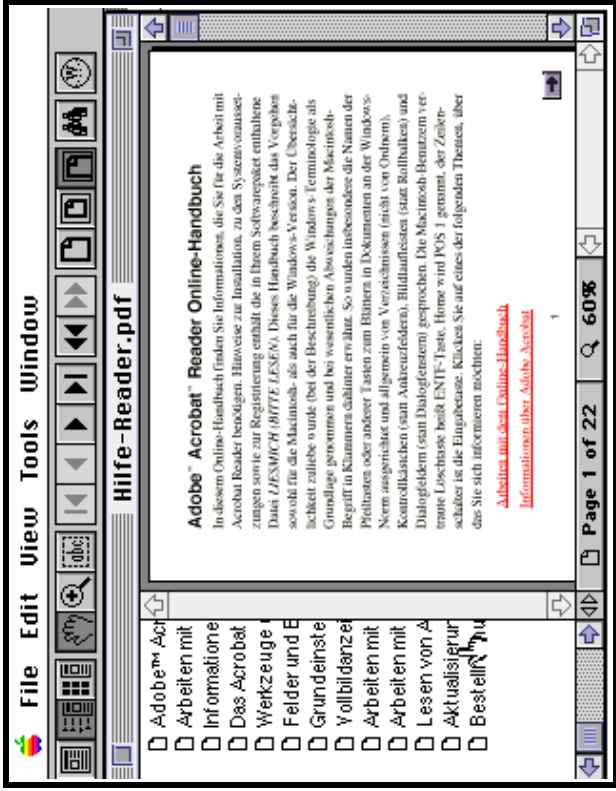 File Edit View Tools Window
abc
Hilfe-Reader.pdf
Adobe™ Acr
Arbeiten mit
Informatione
Das Acrobat
Werkzeuge
Felder und E
Grundeinste
Vollbildanzei
Arbeiten mit
Arbeiten mit
Lesen von A
Aktualisierur
Bestell
Adobe™ Acrobat™ Reader Online-Handbuch
In diesem Online-Handbuch finden Sie Informationen, die Sie für die Arbeit mit
Acrobat Reader benötigen. Hinweise zur Installation, zu den Systemvorausset-
zungen sowie zur Registrierung enthält die in Ihrem Softwarepaket enthaltene
Datei LIESMICH (BITTE LESEN). Dieses Handbuch beschreibt das Vorgehen
sowohl für die Macintosh- als auch für die Windows-Version. Der Übersicht-
lichkeit zuliebe wurde (bei der Beschreibung) die Windows-Terminologie als
Grundlage genommen und bei wesentlichen Abweichungen der Macintosh-
Begriff in Klammern dahinter erwähnt. So wurden insbesondere die Namen der
Pfeiltasten oder anderer Tasten zum Blättern in Dokumenten an der Windows-
Norm ausgerichtet und allgemein von Verzeichnissen (nicht von Ordnern),
Kontrollkästchen (statt Ankreuzfeldern), Bildlaufleisten (statt Rollbalken) und
Dialogfeldern (statt Dialogfenstern) gesprochen. Die Macintosh-Benutzern ver-
traute Löschtaste heißt ENTF-Taste, Home wird POS 1 genannt, der Zeilen-
schalter ist die Eingabetaste. Klicken Sie auf eines der folgenden Themen, über
das Sie sich informieren möchten:
Arbeiten mit dem Online-Handbuch
Informationen über Adobe Acrobat
1
Page 1 of 22
60%